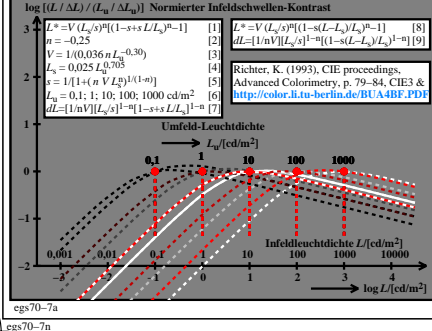 log [(L / ΔL) / (Lu / ΔLu)] Normierter Infeldschwellen-Kontrast
L* =V (Ls/s)ⁿ[(1-s+s L/Ls)ⁿ-1] [1]
n = −0,25 [2]
V = 1/(0,036 n Lu^-0,30) [3]
Ls = 0,025 Lu^0,705 [4]
s = 1/[1+( n V Ls^n)^1/(1-n)] [5]
Lu = 0,1; 1; 10; 100; 1000 cd/m²) [6]
dL=[1/nV][Ls/s]^1-n[1-s+s L/Ls]^1-n [7]
L* =V (Ls/s)ⁿ[(1-s(L-Ls)/Ls)ⁿ-1] [8]
dL=[1/nV][Ls/s]^1-n[(1-s(L-Ls)/Ls)^1-n] [9]
Richter, K. (1993), CIE proceedings,
Advanced Colorimetry, p. 79–84, CIE3 &
http://color.li.tu-berlin.de/BUA4BF.PDF
3
2
1
0
−1
−2
Umfeld-Leuchtdichte
Lu/[cd/m²]
0,1 1 10 100 1000
Infeldleuchtdichte L/[cd/m²]
0,001 0,01 0,1 1 10 100 1000 10000
−3 −2 −1 0 1 2 3 4
log L/[cd/m²]
egs70-7a
egs70-7n